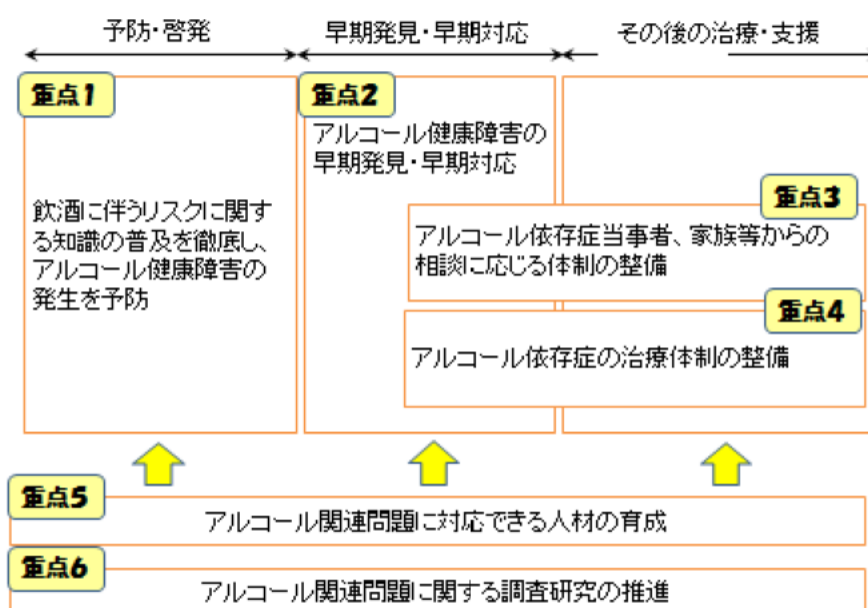 予防・啓発
早期発見・早期対応
その後の治療・支援
重点1
飲酒に伴うリスクに関す
る知識の普及を徹底し、
アルコール健康障害の
発生を予防
重点2
アルコール健康障害の
早期発見・早期対応
重点3
アルコール依存症当事者、家族等からの
相談に応じる体制の整備
重点4
アルコール依存症の治療体制の整備
重点5
アルコール関連問題に対応できる人材の育成
重点6
アルコール関連問題に関する調査研究の推進